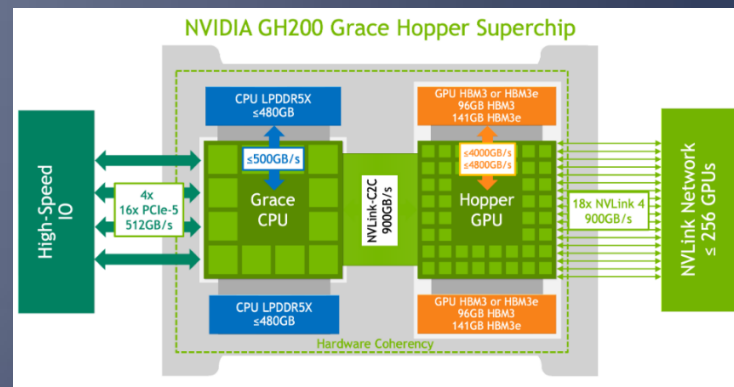 NVIDIA GH200 Grace Hopper Superchip
High-Speed
IO
4x
16x PCIe-5
512GB/s
CPU LPDDR5X
≤480GB
≤500GB/s
Grace
CPU
CPU LPDDR5X
≤480GB
NVLink-C2C
900GB/s
GPU HBM3 or HBM3e
96GB HBM3
141GB HBM3e
≤4000GB/s
≤4800GB/s
Hopper
GPU
GPU HBM3 or HBM3e
96GB HBM3
141GB HBM3e
18x NVLink 4
900GB/s
NVLink Network
≤ 256 GPUs
Hardware Coherency